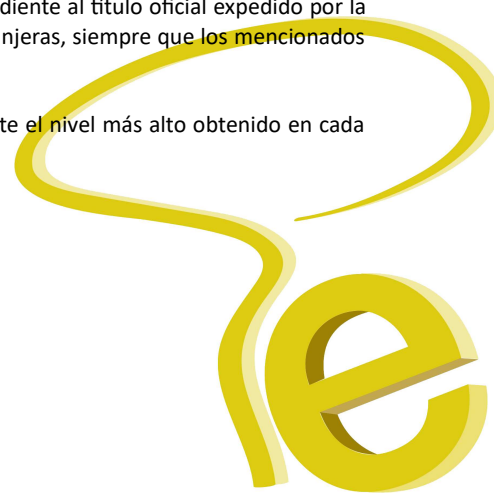 diente al título oficial expedido por la
njeras, siempre que los mencionados
te el nivel más alto obtenido en cada
e